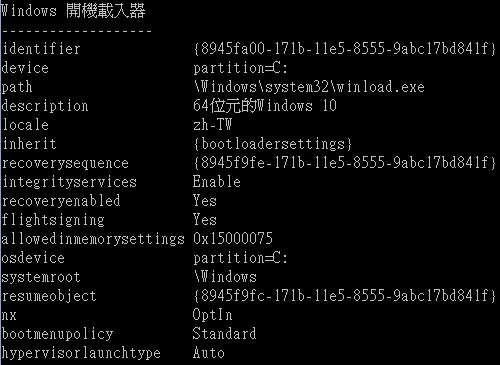 Windows 開機載入器
-------------------
identifier {8945fa00-171b-11e5-8555-9abc17bd841f}
device partition=C:
path \Windows\system32\winload.exe
description 64位元的Windows 10
locale zh-TW
inherit {bootloadersettings}
recoverysequence {8945f9fe-171b-11e5-8555-9abc17bd841f}
integrityservices Enable
recoveryenabled Yes
flightsigning Yes
allowedinmemorysettings 0x15000075
osdevice partition=C:
systemroot \Windows
resumeobject {8945f9fc-171b-11e5-8555-9abc17bd841f}
nx OptIn
bootmenupolicy Standard
hypervisorlaunchtype Auto